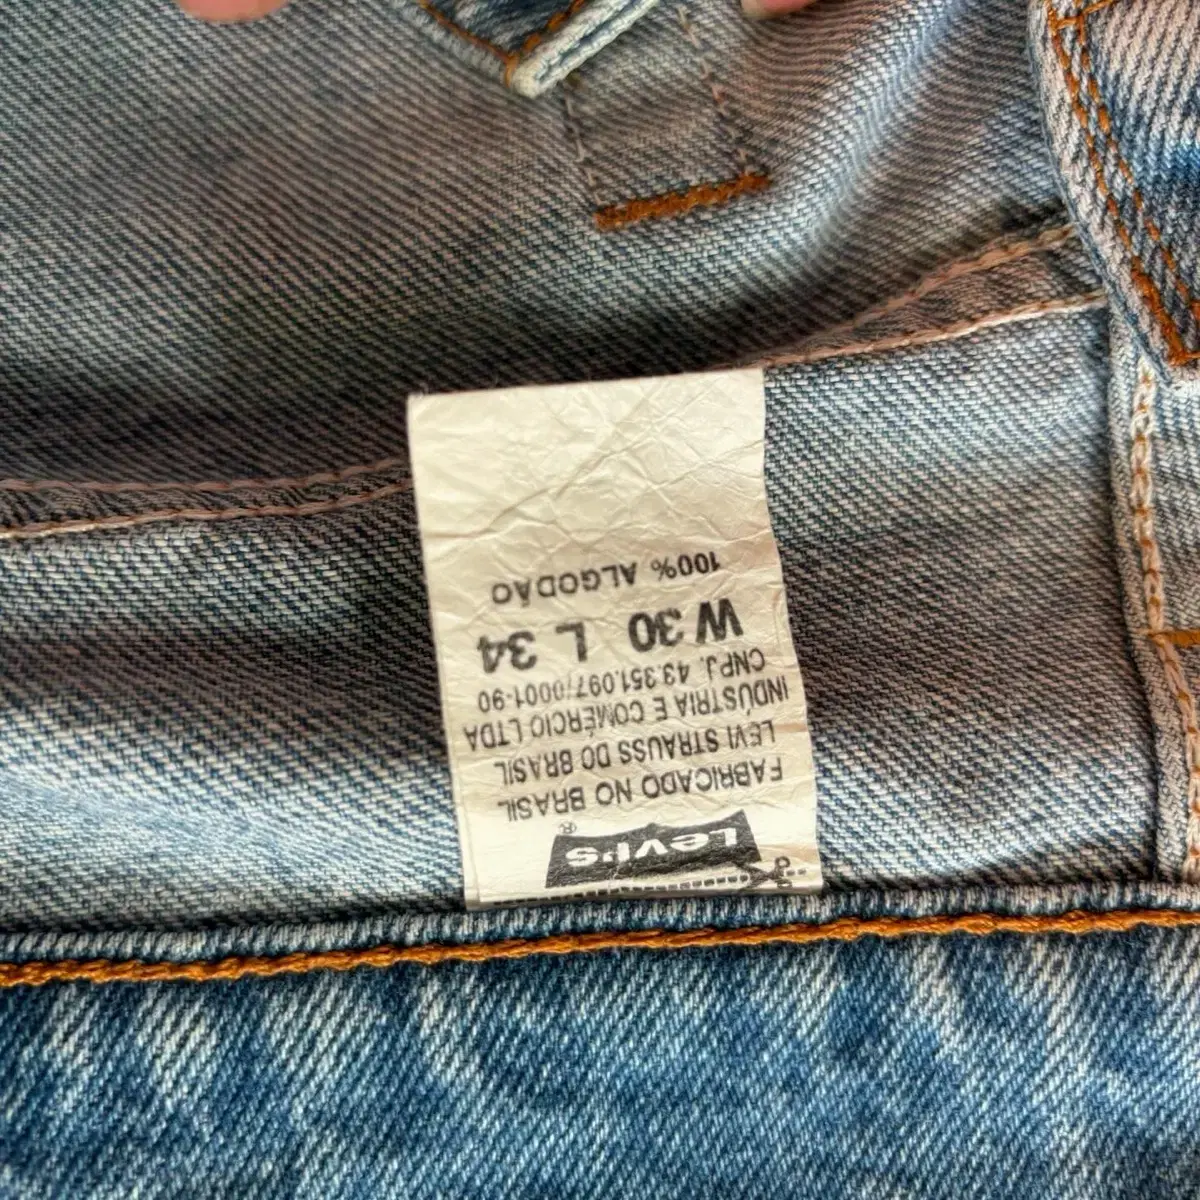 Levi's ®
FABRICADO NO BRASIL
LEVI STRAUSS DO BRASIL
INDÚSTRIA E COMÉRCIO LTDA
CNPJ. 43.351.097/0001-90
W 30 L 34
100% ALGODÃO